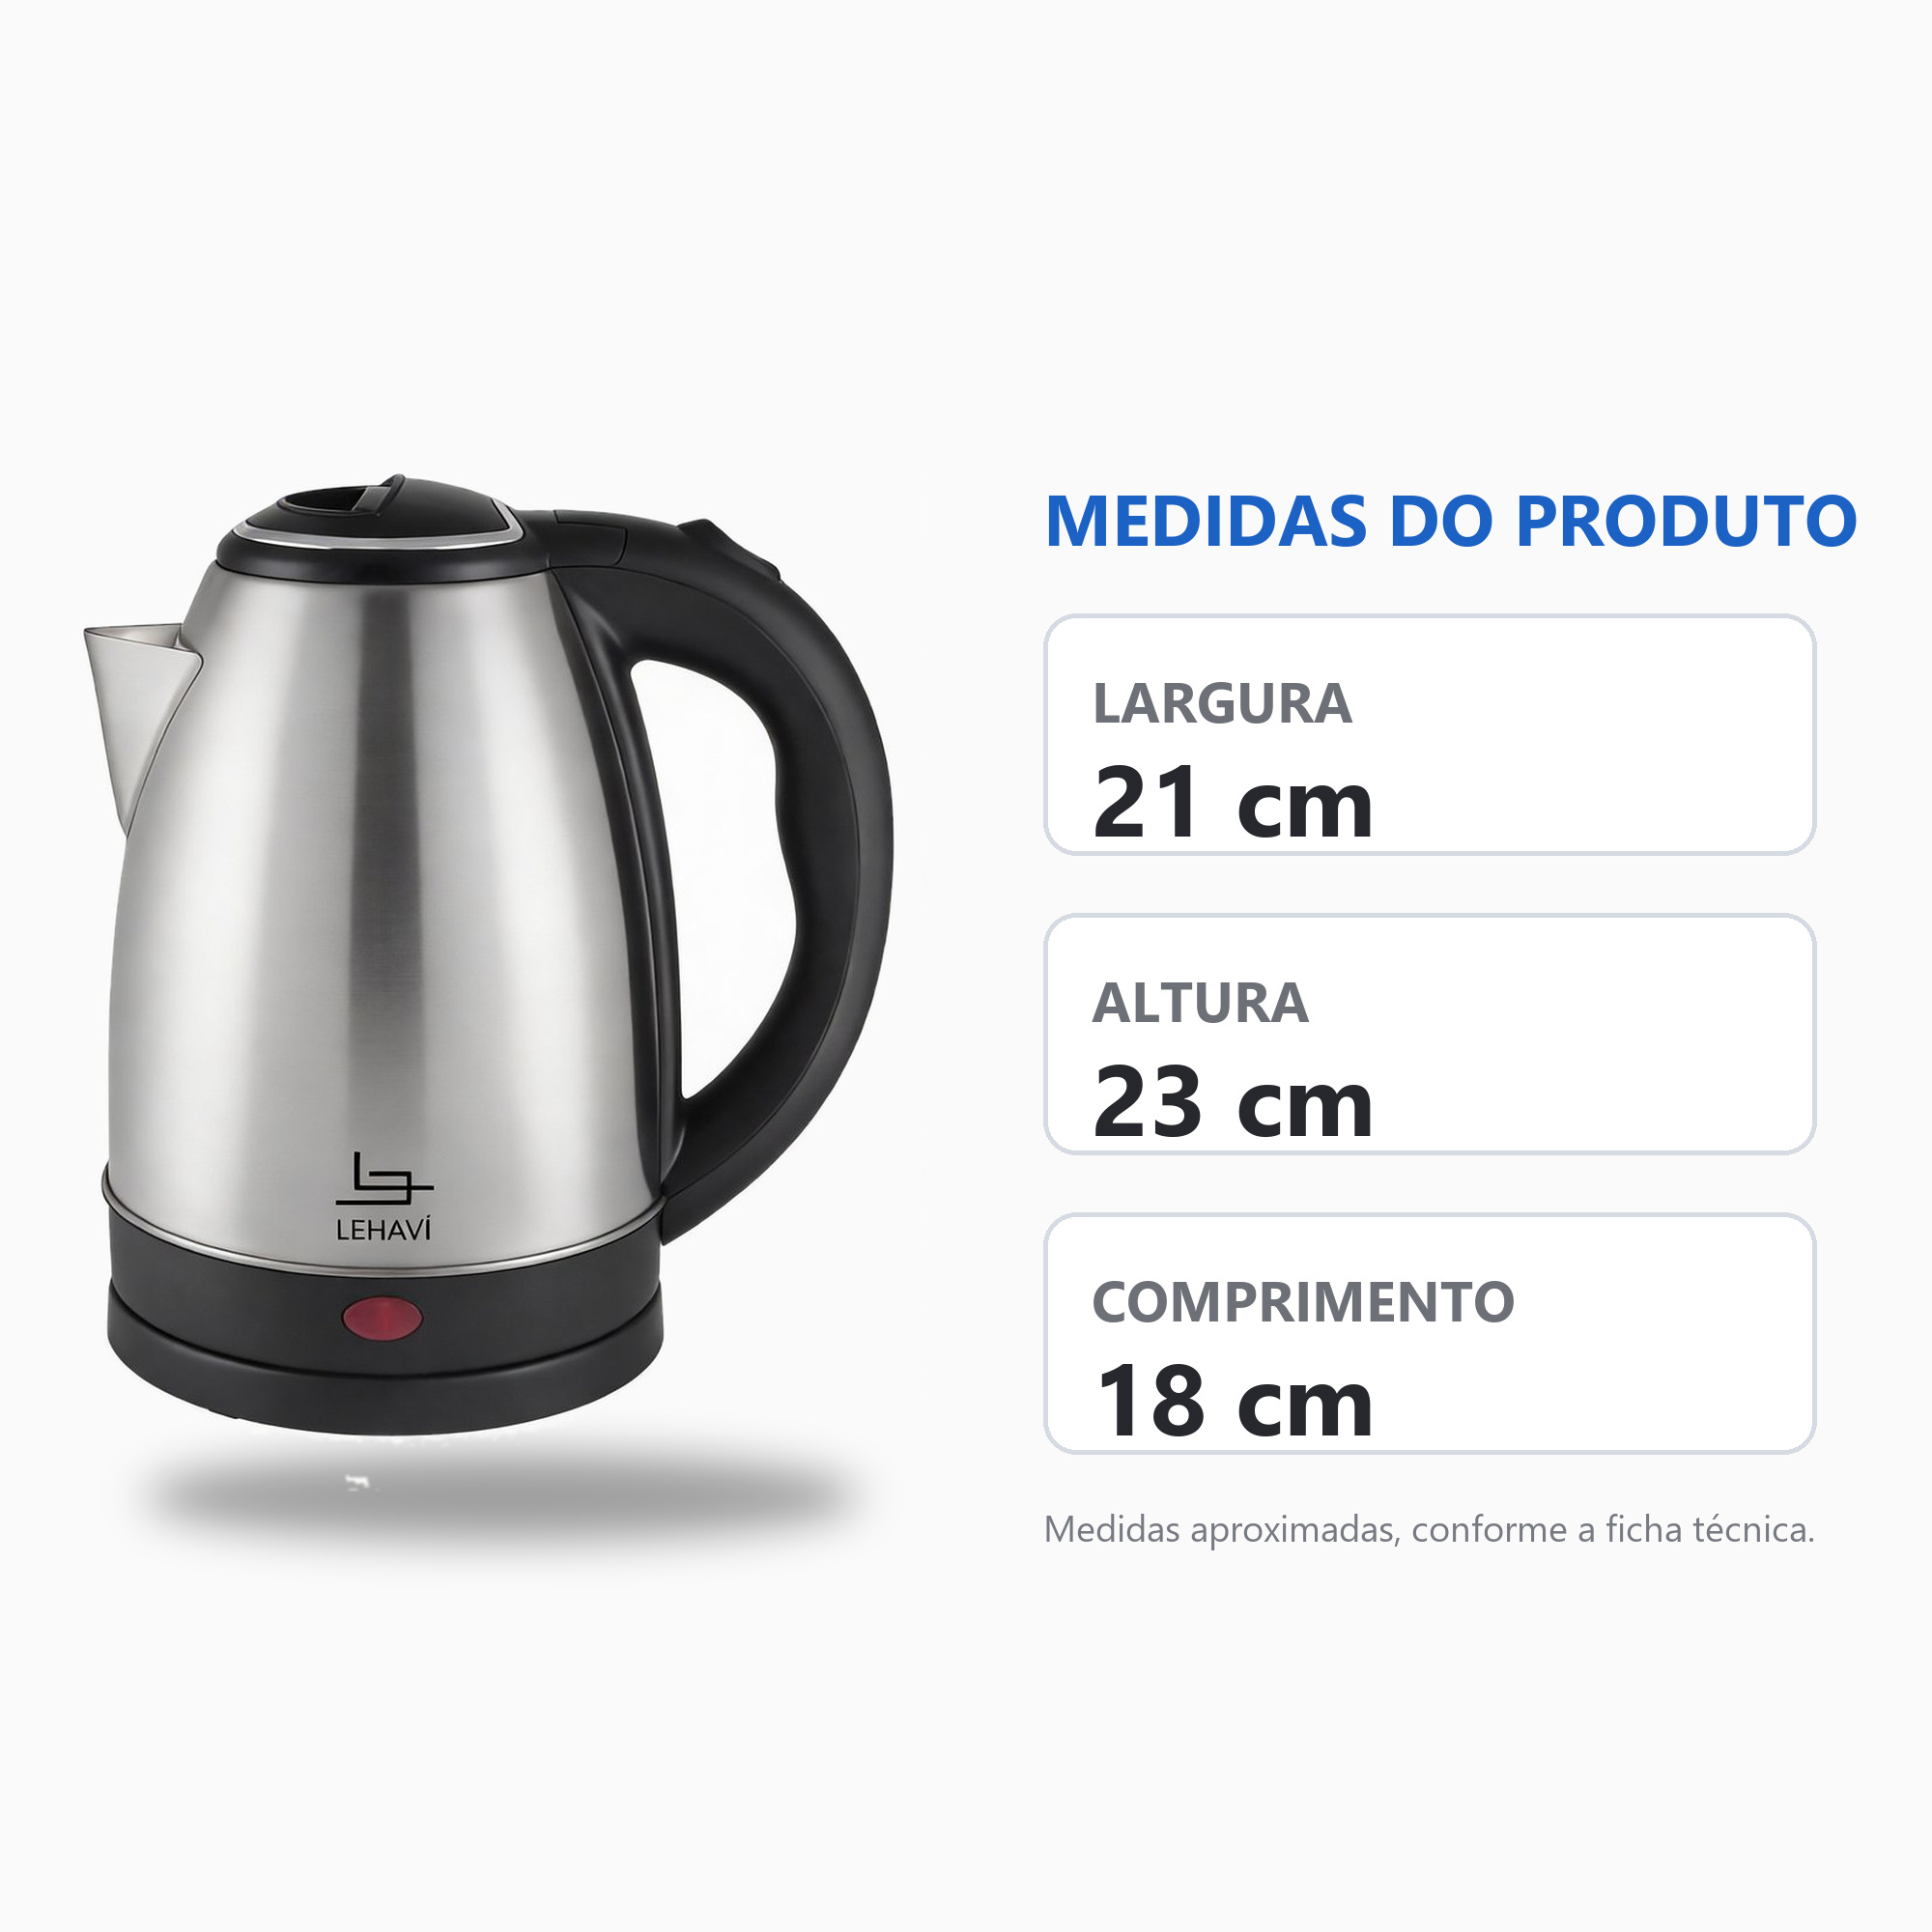 LEHAVÍ
MEDIDAS DO PRODUTO
LARGURA
21 cm
ALTURA
23 cm
COMPRIMENTO
18 cm
Medidas aproximadas, conforme a ficha técnica.